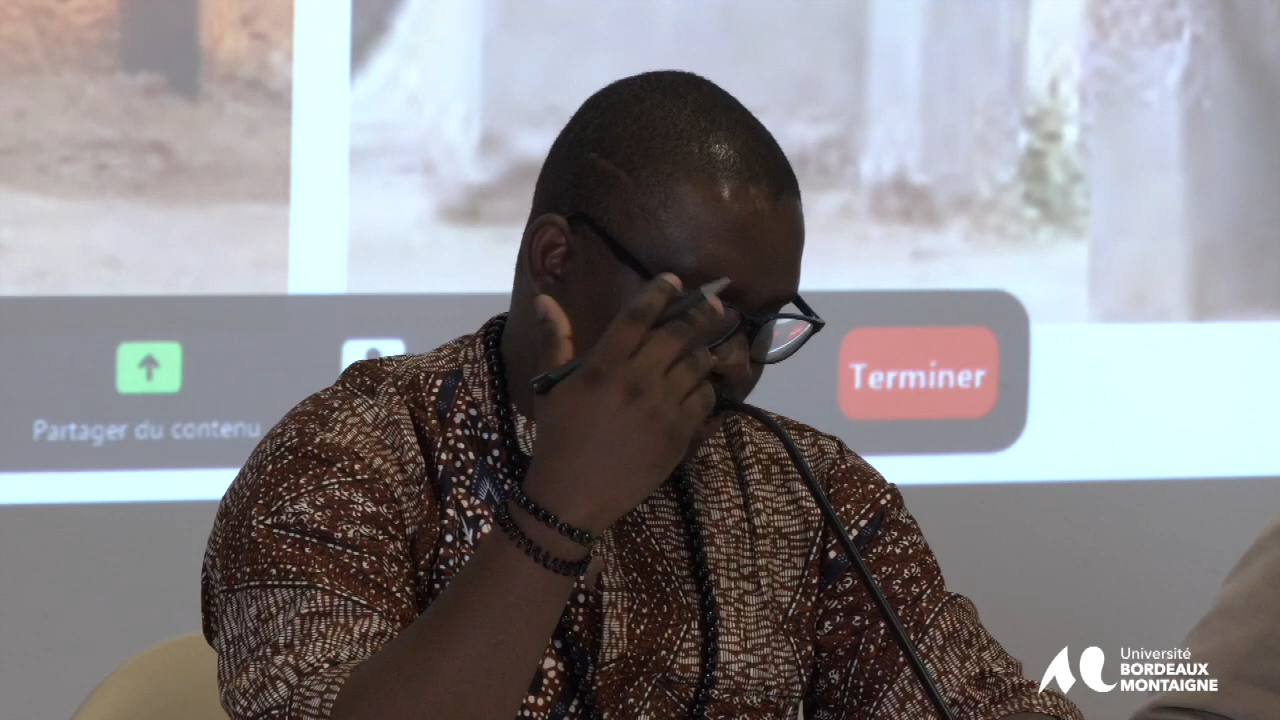 Terminer
Partager du contenu
Université
BORDEAUX
MONTAIGNE